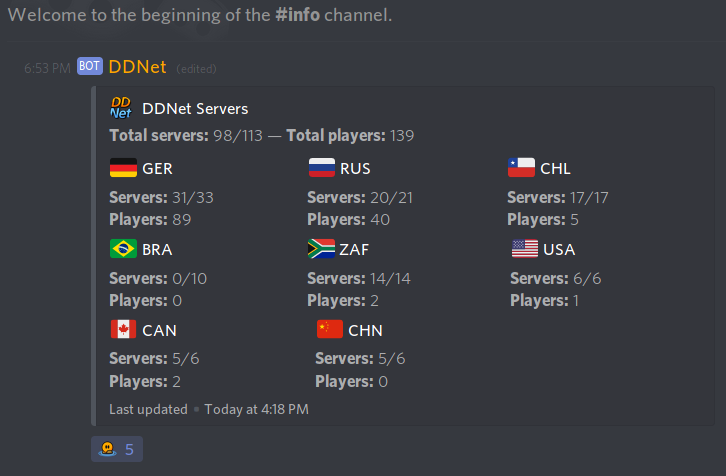 Welcome to the beginning of the #info channel.
6:53 PM BOT DDNet (edited)
DD Net DDNet Servers
Total servers: 98/113 — Total players: 139
GER RUS CHL
Servers: 31/33 Servers: 20/21 Servers: 17/17
Players: 89 Players: 40 Players: 5
BRA ZAF USA
Servers: 0/10 Servers: 14/14 Servers: 6/6
Players: 0 Players: 2 Players: 1
CAN CHN
Servers: 5/6 Servers: 5/6
Players: 2 Players: 0
Last updated • Today at 4:18 PM
5